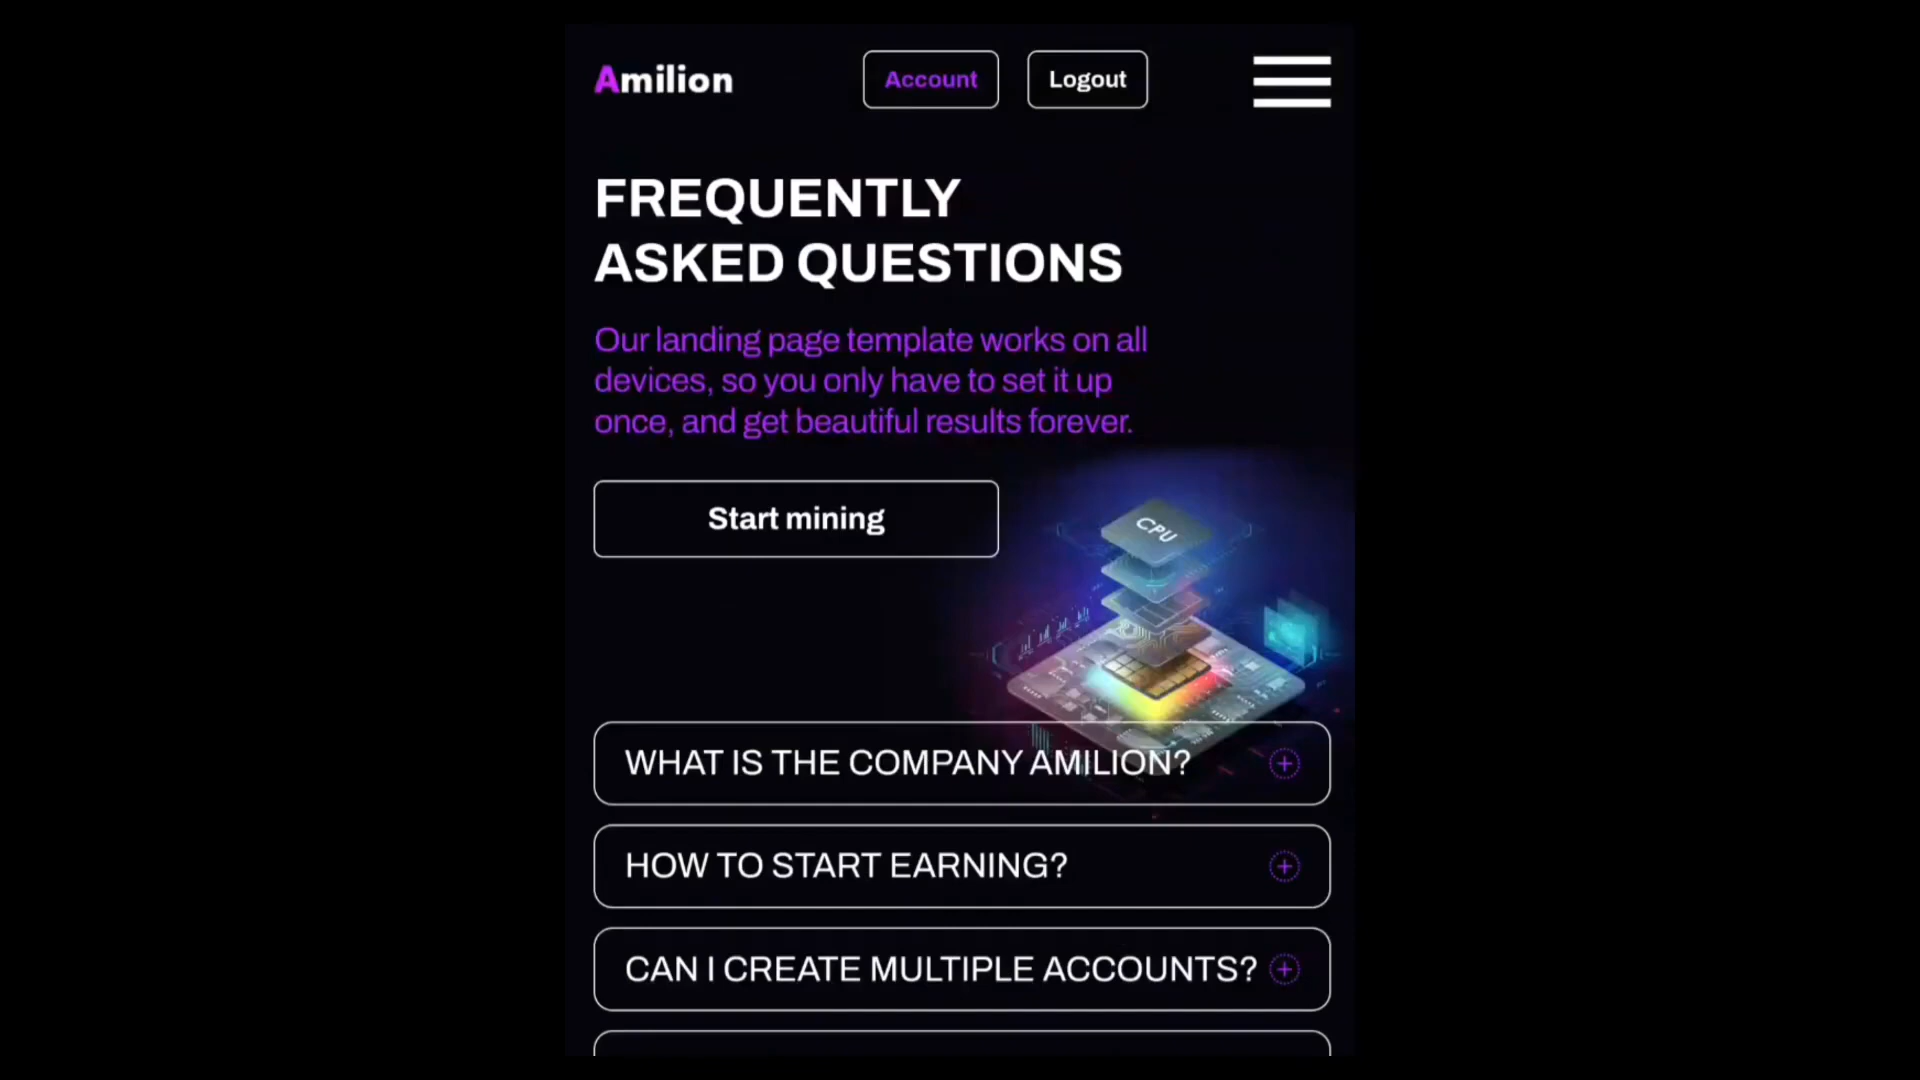 Amilion
Account
Logout
FREQUENTLY
ASKED QUESTIONS
Our landing page template works on all
devices, so you only have to set it up
once, and get beautiful results forever.
Start mining
CPU
WHAT IS THE COMPANY AMILION?
HOW TO START EARNING?
CAN I CREATE MULTIPLE ACCOUNTS?